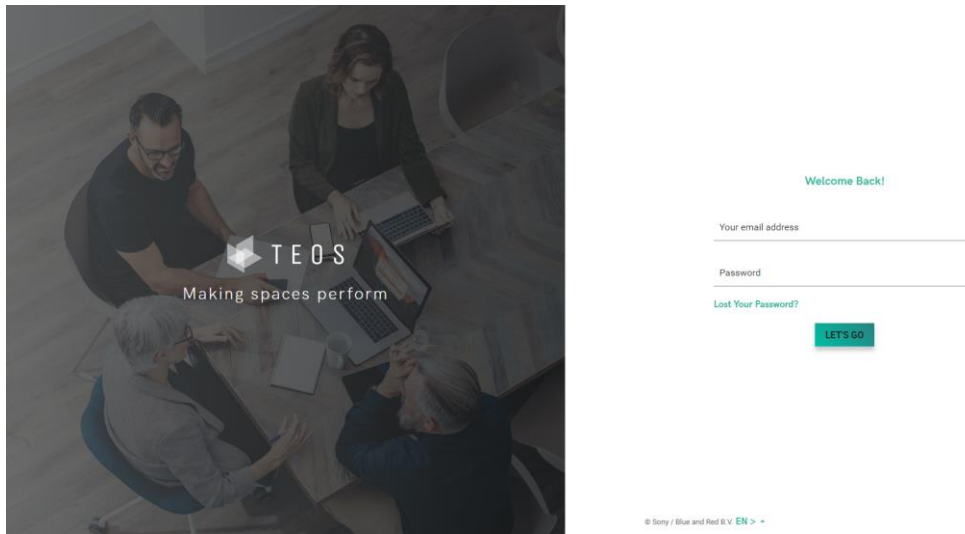 TEOS
Making spaces perform
Welcome Back!
Your email address
Password
Lost Your Password?
LET'S GO
© Sony / Blue and Red B.V. EN >